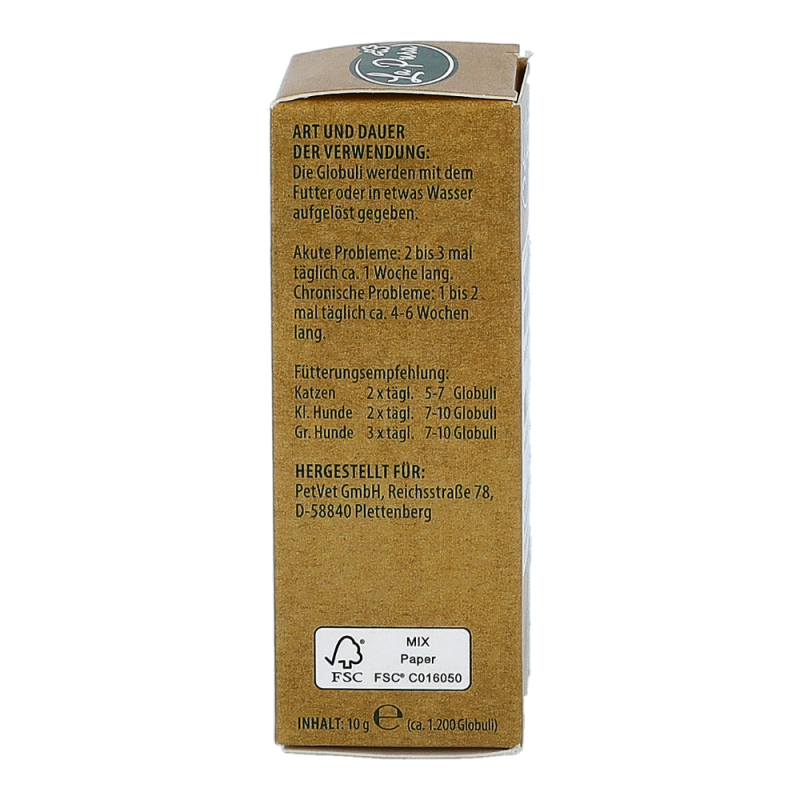 La Pura
ART UND DAUER
DER VERWENDUNG:
Die Globuli werden mit dem
Futter oder in etwas Wasser
aufgelöst gegeben.
Akute Probleme: 2 bis 3 mal
täglich ca. 1 Woche lang.
Chronische Probleme: 1 bis 2
mal täglich ca. 4-6 Wochen
lang.
Fütterungsempfehlung:
Katzen 2 x tägl. 5-7 Globuli
Kl. Hunde 2 x tägl. 7-10 Globuli
Gr. Hunde 3 x tägl. 7-10 Globuli
HERGESTELLT FÜR:
PetVet GmbH, Reichsstraße 78,
D-58840 Plettenberg
MIX
Paper
FSC FSC® C016050
INHALT: 10 g ℮ (ca. 1.200 Globuli)